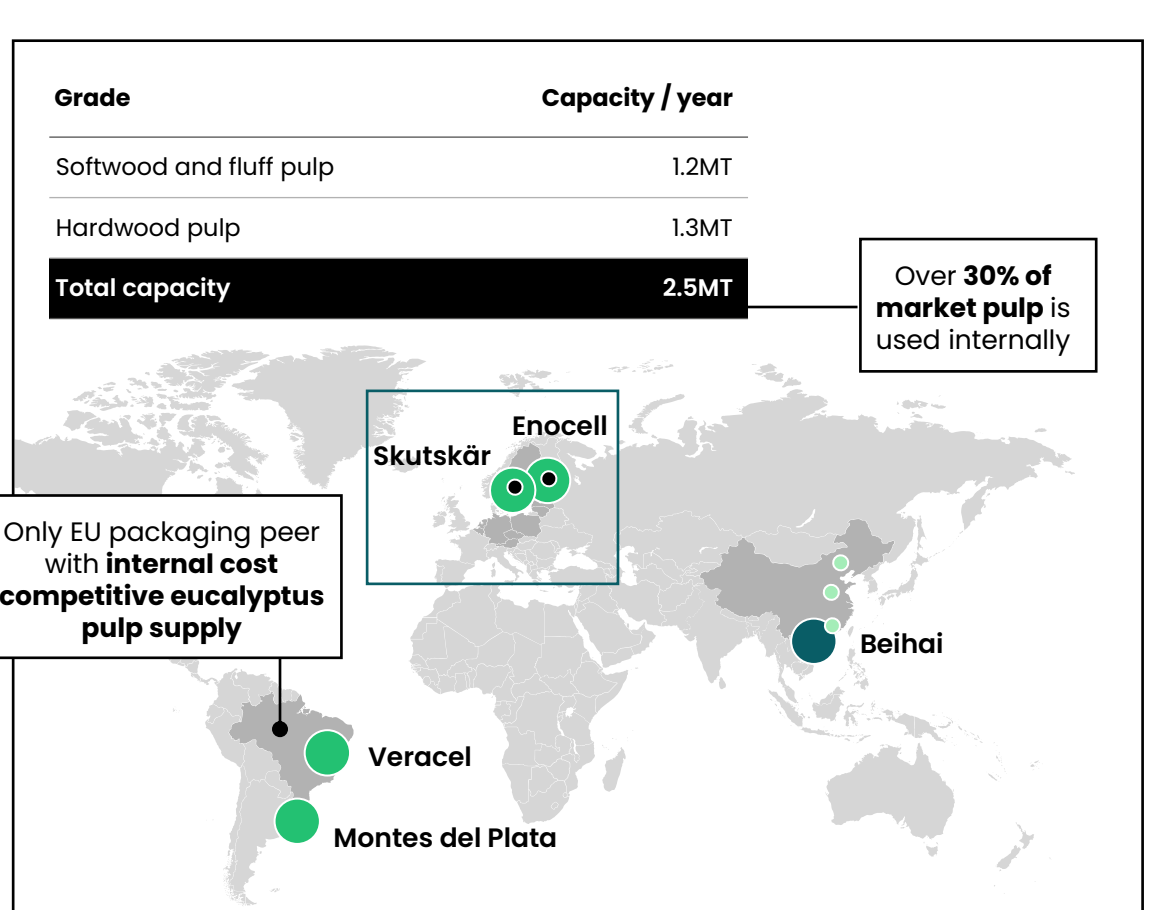 Grade Capacity / year
Softwood and fluff pulp 1.2MT
Hardwood pulp 1.3MT
Total capacity 2.5MT
Over 30% of
market pulp is
used internally
Enocell
Skutskär
Only EU packaging peer
with internal cost
competitive eucalyptus
pulp supply
Beihai
Veracel
Montes del Plata